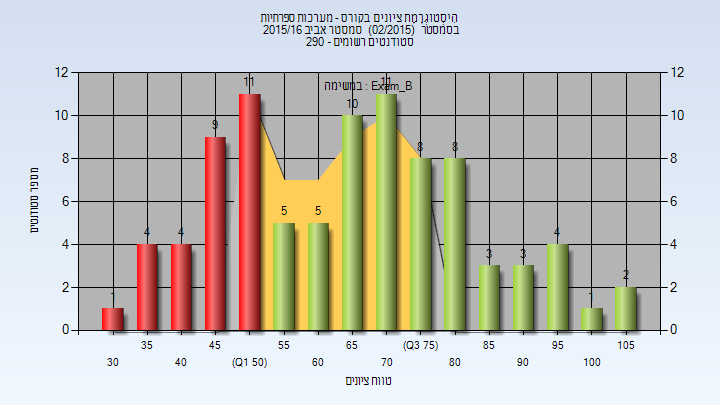 היסטוגרמת ציונים בקורס - מערכות ספרתיות
בסמסטר (02/2015) סמסטר אביב 2015/16
סטודנטים רשומים - 290
במשימה : Exam_B
12 12
10 10
8 8
6 6
4 4
2 2
0 0
1 4 4 9 11 5 5 10 11 8 8 3 3 4 1 2
מספר סטודנטים
35 45 55 65 (Q3 75) 85 95 105
30 40 (Q1 50) 60 70 80 90 100
טווח ציונים